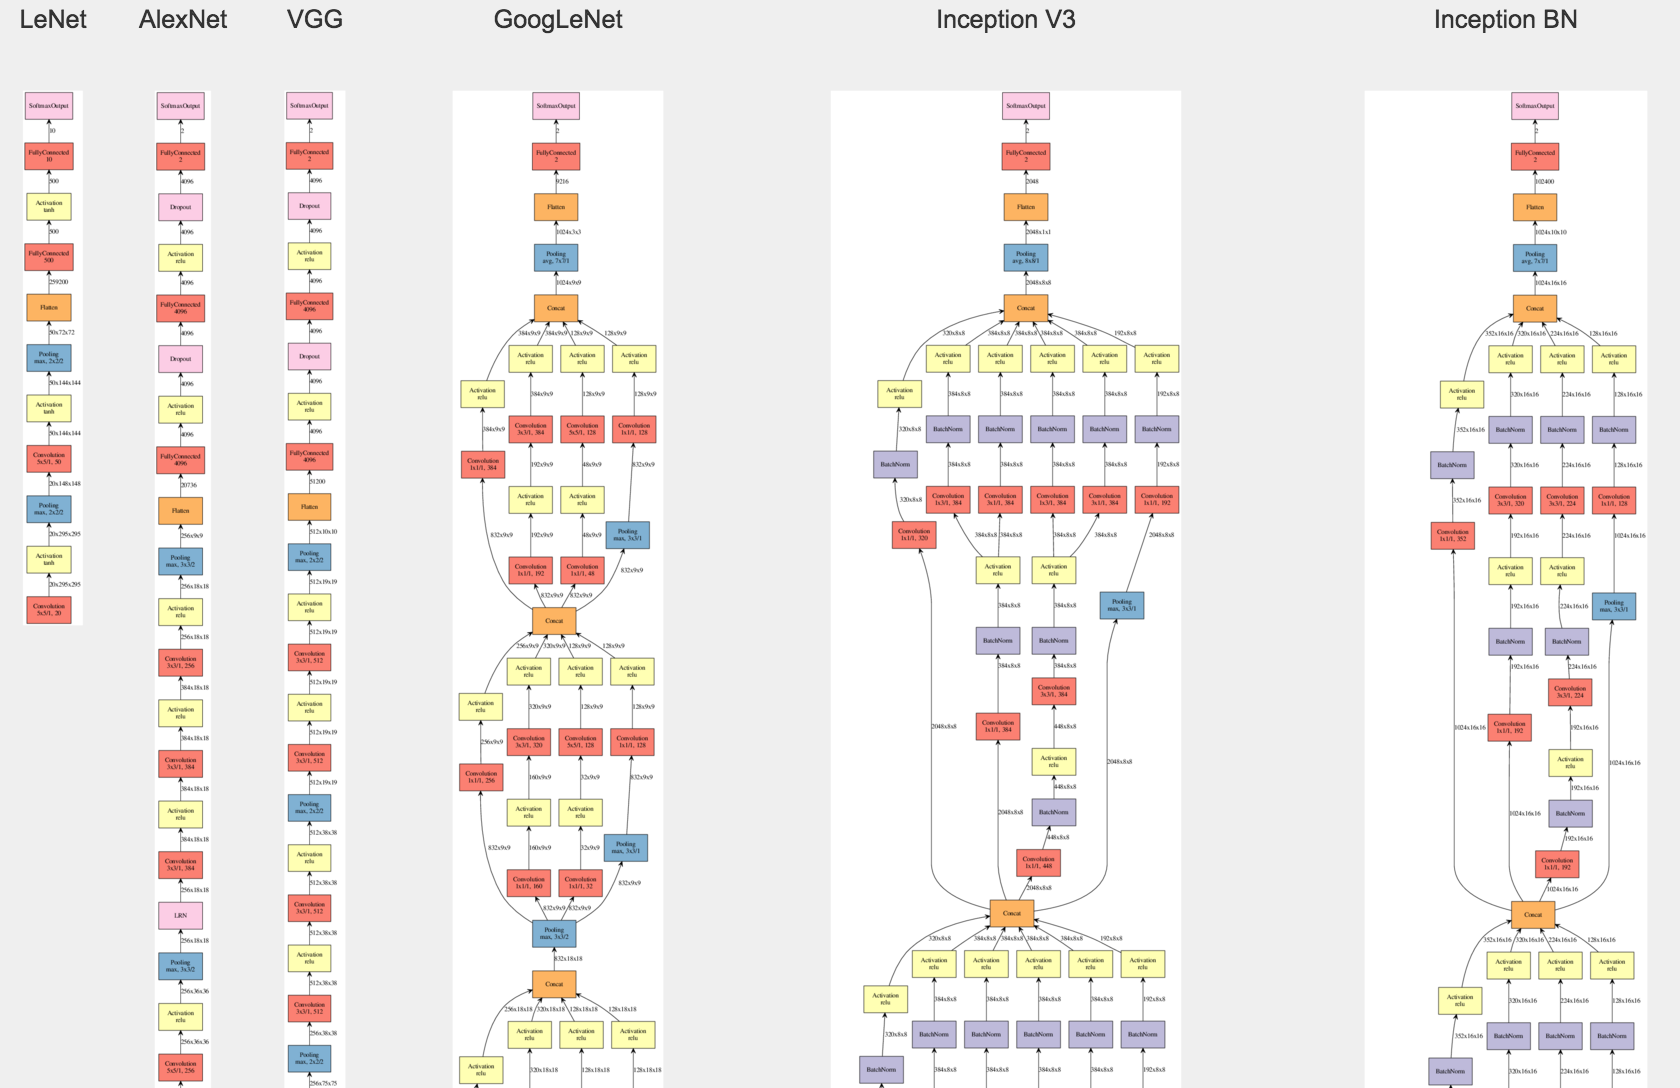 LeNet
AlexNet
VGG
GoogLeNet
Inception V3
Inception BN
SoftmaxOutput
10
FullyConnected
10
500
Activation
tanh
500
FullyConnected
500
259200
Flatten
50x72x72
Pooling
max, 2x2/2
50x144x144
Activation
tanh
50x144x144
Convolution
5x5/1, 50
20x148x148
Pooling
max, 2x2/2
20x295x295
Activation
tanh
20x295x295
Convolution
5x5/1, 20
SoftmaxOutput
2
FullyConnected
2
4096
Dropout
4096
Activation
relu
4096
FullyConnected
4096
4096
Dropout
4096
Activation
relu
4096
FullyConnected
4096
20736
Flatten
256x9x9
Pooling
max, 3x3/2
256x18x18
Activation
relu
256x18x18
Convolution
3x3/1, 256
384x18x18
Activation
relu
384x18x18
Convolution
3x3/1, 384
384x18x18
Activation
relu
384x18x18
Convolution
3x3/1, 384
256x18x18
LRN
256x18x18
Pooling
max, 3x3/2
256x36x36
Activation
relu
256x36x36
Convolution
5x5/1, 256
SoftmaxOutput
2
FullyConnected
2
4096
Dropout
4096
Activation
relu
4096
FullyConnected
4096
4096
Dropout
4096
Activation
relu
4096
FullyConnected
4096
51200
Flatten
512x10x10
Pooling
max, 2x2/2
512x19x19
Activation
relu
512x19x19
Convolution
3x3/1, 512
512x19x19
Activation
relu
512x19x19
Convolution
3x3/1, 512
512x19x19
Pooling
max, 2x2/2
512x38x38
Activation
relu
512x38x38
Convolution
3x3/1, 512
512x38x38
Activation
relu
512x38x38
Convolution
3x3/1, 512
256x38x38
Pooling
max, 2x2/2
256x75x75
SoftmaxOutput
2
FullyConnected
2
9216
Flatten
1024x3x3
Pooling
avg, 7x7/1
1024x9x9
Concat
384x9x9 384x9x9 128x9x9 128x9x9
Activation Activation Activation
relu relu relu
Activation
relu
384x9x9 128x9x9 128x9x9
384x9x9
Convolution Convolution Convolution
3x3/1, 384 5x5/1, 128 1x1/1, 128
Convolution
1x1/1, 384
192x9x9 48x9x9 832x9x9
Activation Activation
relu relu
Pooling
max, 3x3/1
832x9x9 192x9x9 48x9x9
Convolution Convolution
1x1/1, 192 1x1/1, 48
832x9x9
832x9x9 832x9x9
Concat
256x9x9 320x9x9 128x9x9 128x9x9
Activation Activation Activation
relu relu relu
Activation
relu
320x9x9 128x9x9 128x9x9
256x9x9
Convolution Convolution Convolution
3x3/1, 320 5x5/1, 128 1x1/1, 128
Convolution
1x1/1, 256
160x9x9 32x9x9 832x9x9
Activation Activation
relu relu
Pooling
max, 3x3/1
832x9x9 160x9x9 32x9x9
Convolution Convolution
1x1/1, 160 1x1/1, 32
832x9x9
832x9x9 832x9x9
Pooling
max, 3x3/2
832x18x18
Concat
256x18x18 320x18x18 128x18x18 128x18x18
Activation Activation Activation
relu relu relu
Activation
relu
320x18x18 128x18x18 128x18x18
SoftmaxOutput
2
FullyConnected
2
2048
Flatten
2048x1x1
Pooling
avg, 8x8/1
2048x8x8
Concat
320x8x8 384x8x8 384x8x8 384x8x8 384x8x8 192x8x8
Activation Activation Activation Activation Activation
relu relu relu relu relu
Activation
relu
384x8x8 384x8x8 384x8x8 384x8x8 192x8x8
320x8x8
BatchNorm BatchNorm BatchNorm BatchNorm BatchNorm
BatchNorm
384x8x8 384x8x8 384x8x8 384x8x8 192x8x8
320x8x8
Convolution Convolution Convolution Convolution Convolution
1x3/1, 384 3x1/1, 384 1x3/1, 384 3x1/1, 384 1x1/1, 192
Convolution
1x1/1, 320
384x8x8 384x8x8 384x8x8 384x8x8 2048x8x8
Activation Activation
relu relu
Pooling
max, 3x3/1
384x8x8 384x8x8
BatchNorm BatchNorm
384x8x8 384x8x8
Convolution
3x3/1, 384
Convolution
1x1/1, 384
2048x8x8 448x8x8
Activation
relu
2048x8x8
448x8x8
2048x8x8
BatchNorm
448x8x8
Convolution
1x1/1, 448
2048x8x8
Concat
320x8x8 384x8x8 384x8x8 384x8x8 384x8x8 192x8x8
Activation Activation Activation Activation Activation
relu relu relu relu relu
Activation
relu
384x8x8 384x8x8 384x8x8 384x8x8 192x8x8
320x8x8
BatchNorm BatchNorm BatchNorm BatchNorm BatchNorm
BatchNorm
384x8x8 384x8x8 384x8x8 384x8x8 192x8x8
SoftmaxOutput
2
FullyConnected
2
102400
Flatten
1024x10x10
Pooling
avg, 7x7/1
1024x16x16
Concat
352x16x16 320x16x16 224x16x16 128x16x16
Activation Activation Activation
relu relu relu
Activation
relu
320x16x16 224x16x16 128x16x16
352x16x16
BatchNorm BatchNorm BatchNorm
BatchNorm
320x16x16 224x16x16 128x16x16
352x16x16
Convolution Convolution Convolution
3x3/1, 320 3x3/1, 224 1x1/1, 128
Convolution
1x1/1, 352
192x16x16 224x16x16 1024x16x16
Activation Activation
relu relu
Pooling
max, 3x3/1
192x16x16 224x16x16
BatchNorm BatchNorm
192x16x16 224x16x16
Convolution
3x3/1, 224
Convolution
1x1/1, 192
1024x16x16 192x16x16
Activation
relu
1024x16x16
192x16x16
1024x16x16
BatchNorm
192x16x16
Convolution
1x1/1, 192
1024x16x16
Concat
352x16x16 320x16x16 224x16x16 128x16x16
Activation Activation Activation
relu relu relu
Activation
relu
320x16x16 224x16x16 128x16x16
352x16x16
BatchNorm BatchNorm BatchNorm
BatchNorm
320x16x16 224x16x16 128x16x16